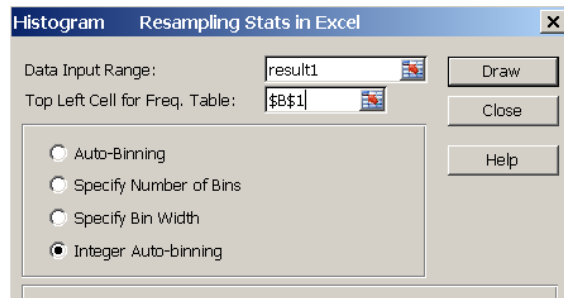 Histogram Resampling Stats in Excel
Data Input Range: result1 Draw
Top Left Cell for Freq. Table: $B$1 Close
Auto-Binning Help
Specify Number of Bins
Specify Bin Width
Integer Auto-binning